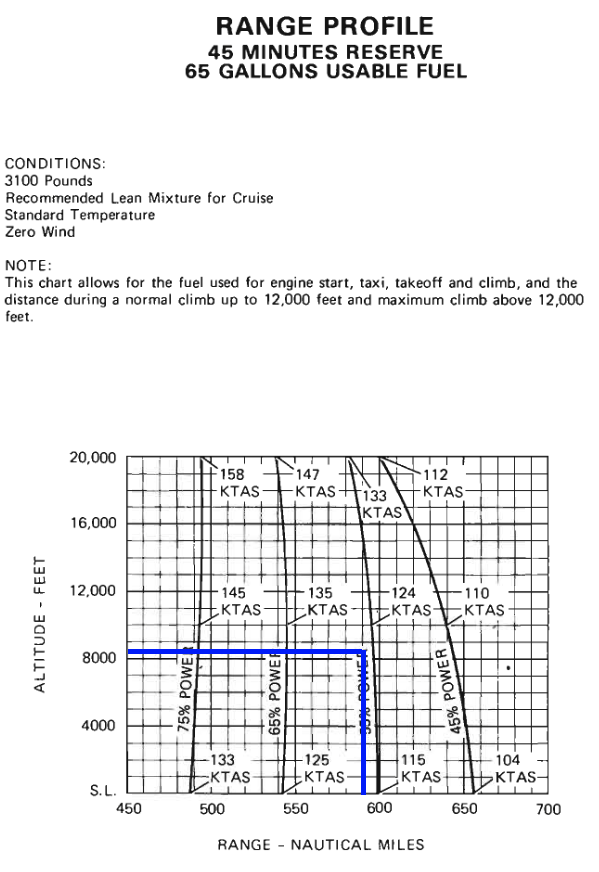 RANGE PROFILE
45 MINUTES RESERVE
65 GALLONS USABLE FUEL
CONDITIONS:
3100 Pounds
Recommended Lean Mixture for Cruise
Standard Temperature
Zero Wind
NOTE:
This chart allows for the fuel used for engine start, taxi, takeoff and climb, and the
distance during a normal climb up to 12,000 feet and maximum climb above 12,000
feet.
20,000
158
KTAS
147
KTAS
133
KTAS
112
KTAS
16,000
12,000
145
KTAS
135
KTAS
124
KTAS
110
KTAS
8000
75% POWER
65% POWER
55% POWER
45% POWER
4000
133
KTAS
125
KTAS
115
KTAS
104
KTAS
S.L.
ALTITUDE - FEET
450 500 550 600 650 700
RANGE - NAUTICAL MILES